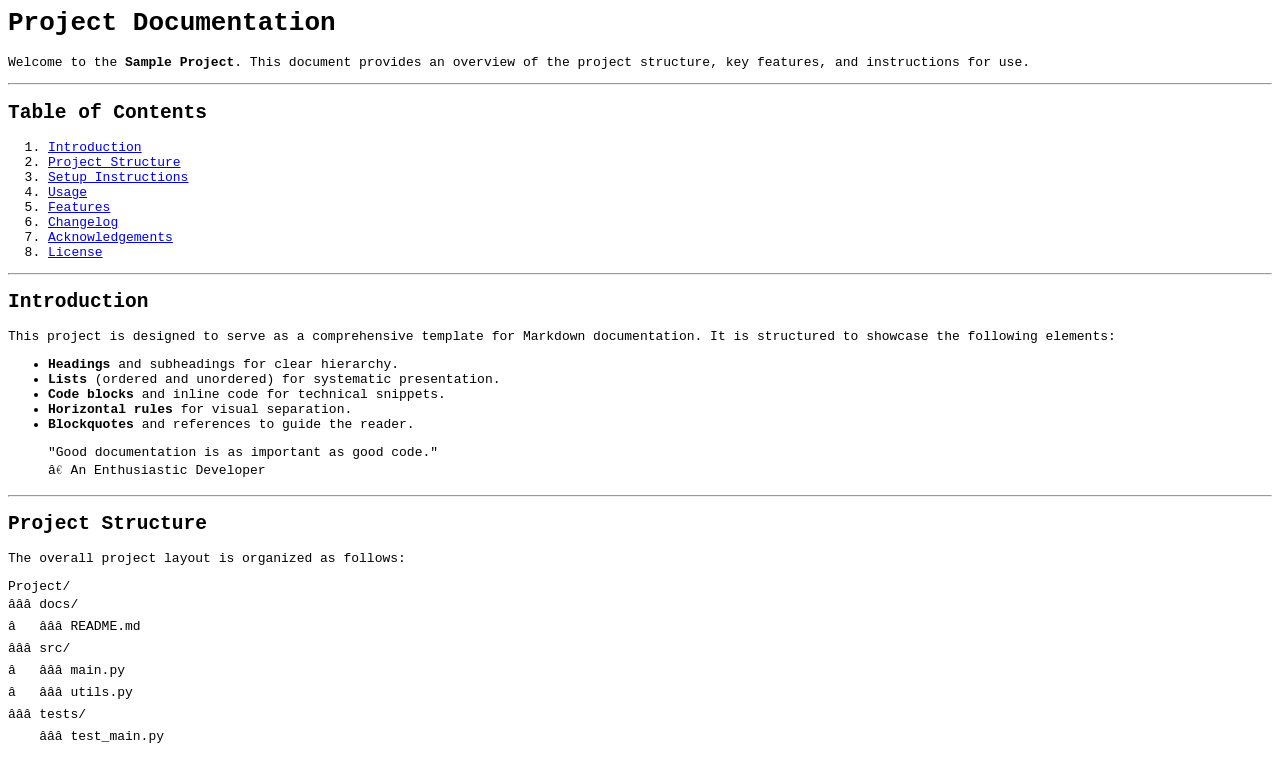 Project Documentation
Welcome to the Sample Project. This document provides an overview of the project structure, key features, and instructions for use.
Table of Contents
1. Introduction
2. Project Structure
3. Setup Instructions
4. Usage
5. Features
6. Changelog
7. Acknowledgements
8. License
Introduction
This project is designed to serve as a comprehensive template for Markdown documentation. It is structured to showcase the following elements:
• Headings and subheadings for clear hierarchy.
• Lists (ordered and unordered) for systematic presentation.
• Code blocks and inline code for technical snippets.
• Horizontal rules for visual separation.
• Blockquotes and references to guide the reader.
"Good documentation is as important as good code."
â€ An Enthusiastic Developer
Project Structure
The overall project layout is organized as follows:
Project/
âââ docs/
â   âââ README.md
âââ src/
â   âââ main.py
â   âââ utils.py
âââ tests/
    âââ test_main.py